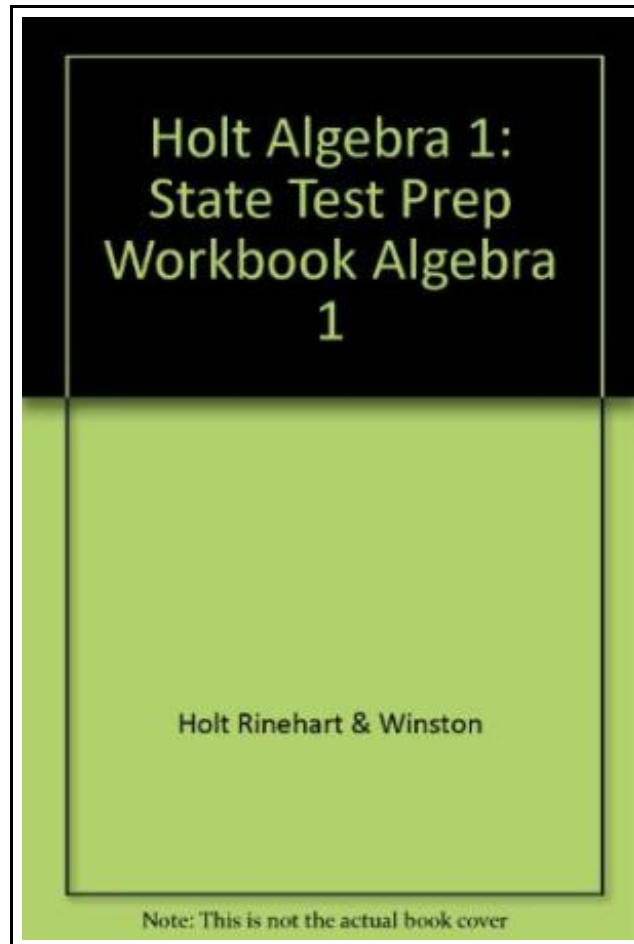 Holt Algebra 1:
State Test Prep
Workbook Algebra
1
Holt Rinehart & Winston
Note: This is not the actual book cover